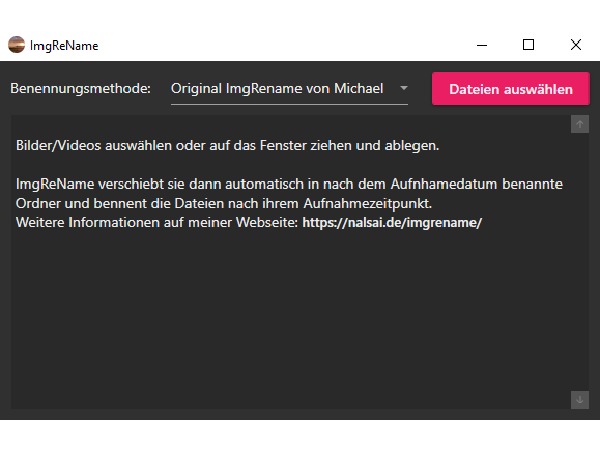 ImgReName
Benennungsmethode: Original ImgRename von Michael Dateien auswählen
Bilder/Videos auswählen oder auf das Fenster ziehen und ablegen.
ImgReName verschiebt sie dann automatisch in nach dem Aufnhamedatum benannte
Ordner und bennent die Dateien nach ihrem Aufnahmezeitpunkt.
Weitere Informationen auf meiner Webseite: https://nalsai.de/imgrename/